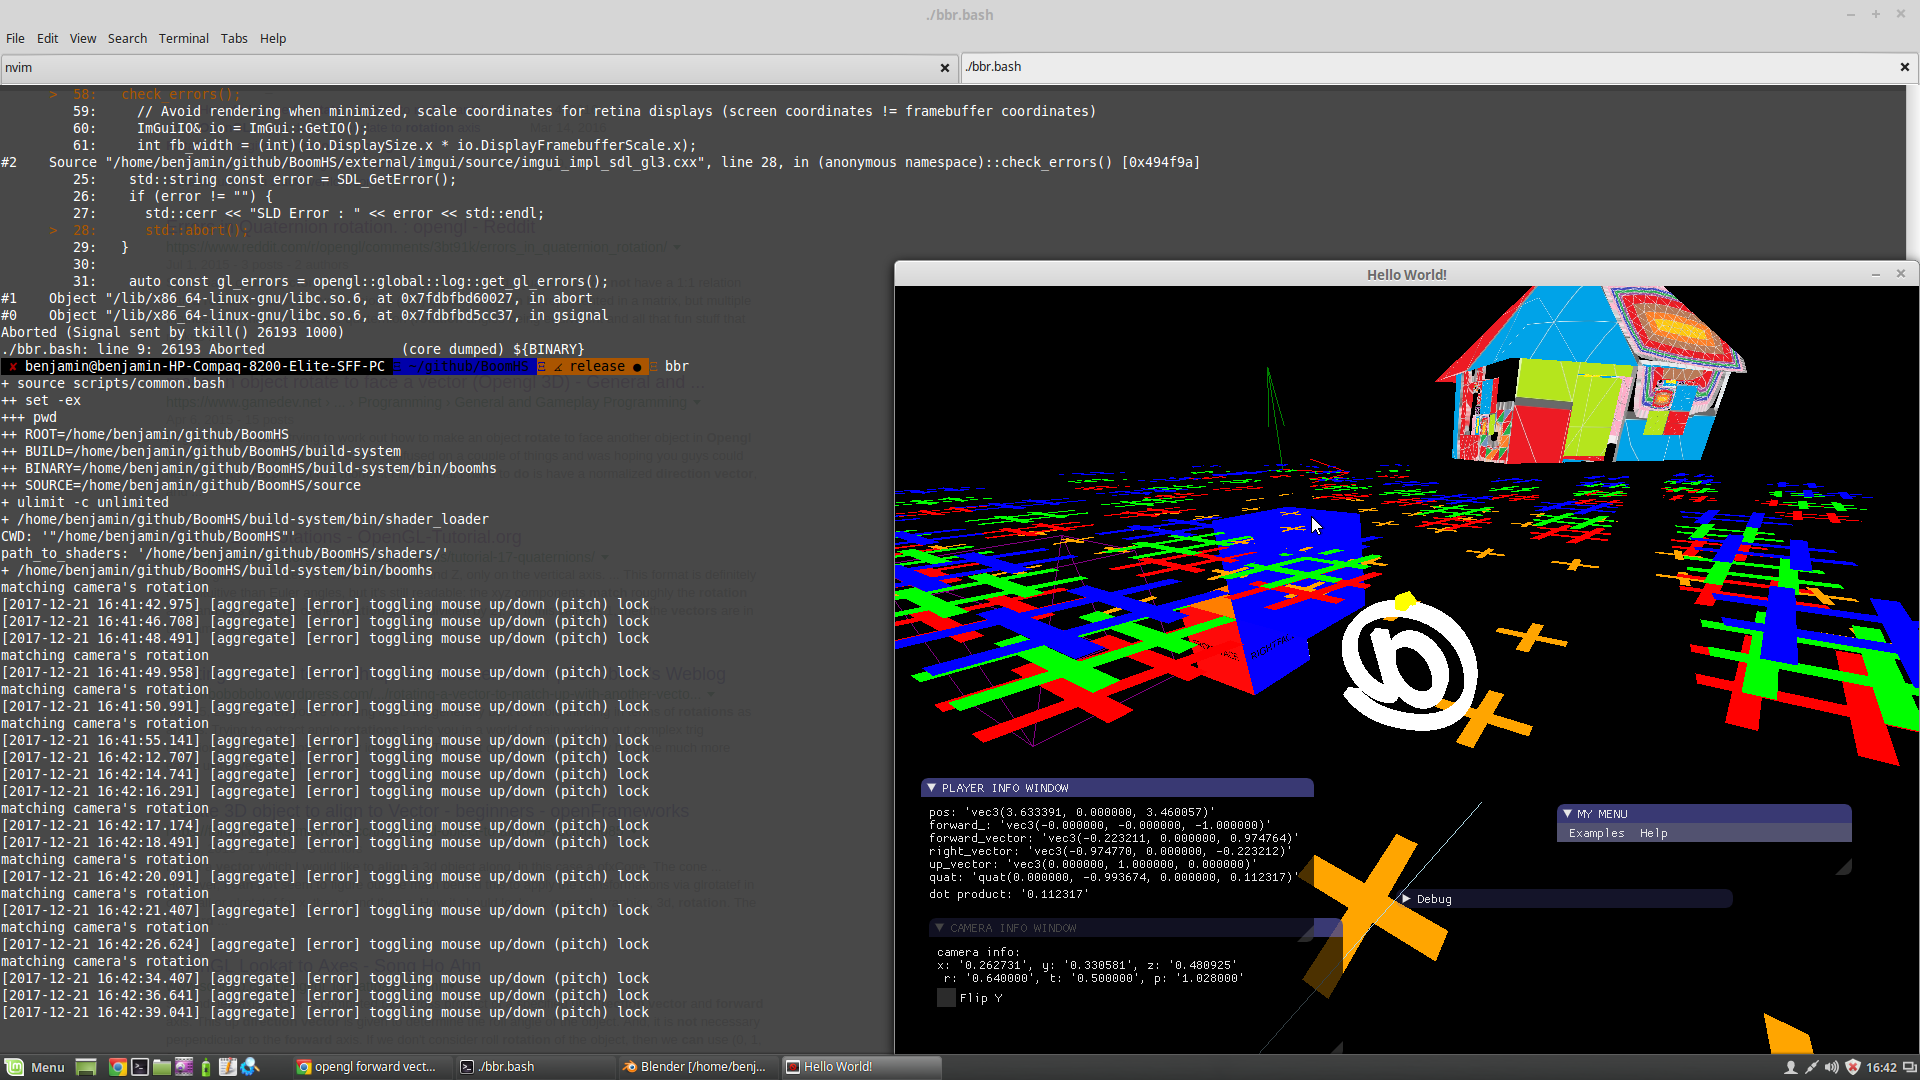 ./bbr.bash
File Edit View Search Terminal Tabs Help
nvim
./bbr.bash
> 58: check_errors();
59: // Avoid rendering when minimized, scale coordinates for retina displays (screen coordinates != framebuffer coordinates)
60: ImGuiIO& io = ImGui::GetIO();
61: int fb_width = (int)(io.DisplaySize.x * io.DisplayFramebufferScale.x);
#2 Source "/home/benjamin/github/BoomHS/external/imgui/source/imgui_impl_sdl_gl3.cxx", line 28, in (anonymous namespace)::check_errors() [0x494f9a]
25: std::string const error = SDL_GetError();
26: if (error != "") {
27: std::cerr << "SLD Error : " << error << std::endl;
> 28: std::abort();
29: }
30:
31: auto const gl_errors = opengl::global::log::get_gl_errors();
#1 Object "/lib/x86_64-linux-gnu/libc.so.6, at 0x7fdbfbd60027, in abort
#0 Object "/lib/x86_64-linux-gnu/libc.so.6, at 0x7fdbfbd5cc37, in gsignal
Aborted (Signal sent by tkill() 26193 1000)
./bbr.bash: line 9: 26193 Aborted (core dumped) ${BINARY}
✘ benjamin@benjamin-HP-Compaq-8200-Elite-SFF-PC ~/github/BoomHS release ● bbr
+ source scripts/common.bash
++ set -ex
+++ pwd
++ ROOT=/home/benjamin/github/BoomHS
++ BUILD=/home/benjamin/github/BoomHS/build-system
++ BINARY=/home/benjamin/github/BoomHS/build-system/bin/boomhs
++ SOURCE=/home/benjamin/github/BoomHS/source
+ ulimit -c unlimited
+ /home/benjamin/github/BoomHS/build-system/bin/shader_loader
CWD: '"/home/benjamin/github/BoomHS"'
path_to_shaders: '/home/benjamin/github/BoomHS/shaders/'
+ /home/benjamin/github/BoomHS/build-system/bin/boomhs
matching camera's rotation
[2017-12-21 16:41:42.975] [aggregate] [error] toggling mouse up/down (pitch) lock
[2017-12-21 16:41:46.708] [aggregate] [error] toggling mouse up/down (pitch) lock
[2017-12-21 16:41:48.491] [aggregate] [error] toggling mouse up/down (pitch) lock
matching camera's rotation
[2017-12-21 16:41:49.958] [aggregate] [error] toggling mouse up/down (pitch) lock
matching camera's rotation
[2017-12-21 16:41:50.991] [aggregate] [error] toggling mouse up/down (pitch) lock
matching camera's rotation
[2017-12-21 16:41:55.141] [aggregate] [error] toggling mouse up/down (pitch) lock
[2017-12-21 16:42:12.707] [aggregate] [error] toggling mouse up/down (pitch) lock
[2017-12-21 16:42:14.741] [aggregate] [error] toggling mouse up/down (pitch) lock
[2017-12-21 16:42:16.291] [aggregate] [error] toggling mouse up/down (pitch) lock
matching camera's rotation
[2017-12-21 16:42:17.174] [aggregate] [error] toggling mouse up/down (pitch) lock
[2017-12-21 16:42:18.491] [aggregate] [error] toggling mouse up/down (pitch) lock
matching camera's rotation
[2017-12-21 16:42:20.091] [aggregate] [error] toggling mouse up/down (pitch) lock
matching camera's rotation
[2017-12-21 16:42:21.407] [aggregate] [error] toggling mouse up/down (pitch) lock
matching camera's rotation
[2017-12-21 16:42:26.624] [aggregate] [error] toggling mouse up/down (pitch) lock
matching camera's rotation
[2017-12-21 16:42:34.407] [aggregate] [error] toggling mouse up/down (pitch) lock
[2017-12-21 16:42:36.641] [aggregate] [error] toggling mouse up/down (pitch) lock
[2017-12-21 16:42:39.041] [aggregate] [error] toggling mouse up/down (pitch) lock
Hello World!
PLAYER INFO WINDOW
pos: 'vec3(3.633391, 0.000000, 3.460057)'
forward_: 'vec3(-0.000000, -0.000000, -1.000000)'
forward_vector: 'vec3(-0.223211, 0.000000, 0.974764)'
right_vector: 'vec3(-0.974770, 0.000000, -0.223212)'
up_vector: 'vec3(0.000000, 1.000000, 0.000000)'
quat: 'quat(0.000000, -0.993674, 0.000000, 0.112317)'
dot product: '0.112317'
CAMERA INFO WINDOW
camera info:
x: '0.262731', y: '0.330581', z: '0.480925'
r: '0.640000', t: '0.500000', p: '1.028000'
Flip Y
MY MENU
Examples Help
Debug
Menu
opengl forward vect...
./bbr.bash
Blender [/home/benj...
Hello World!
16:42